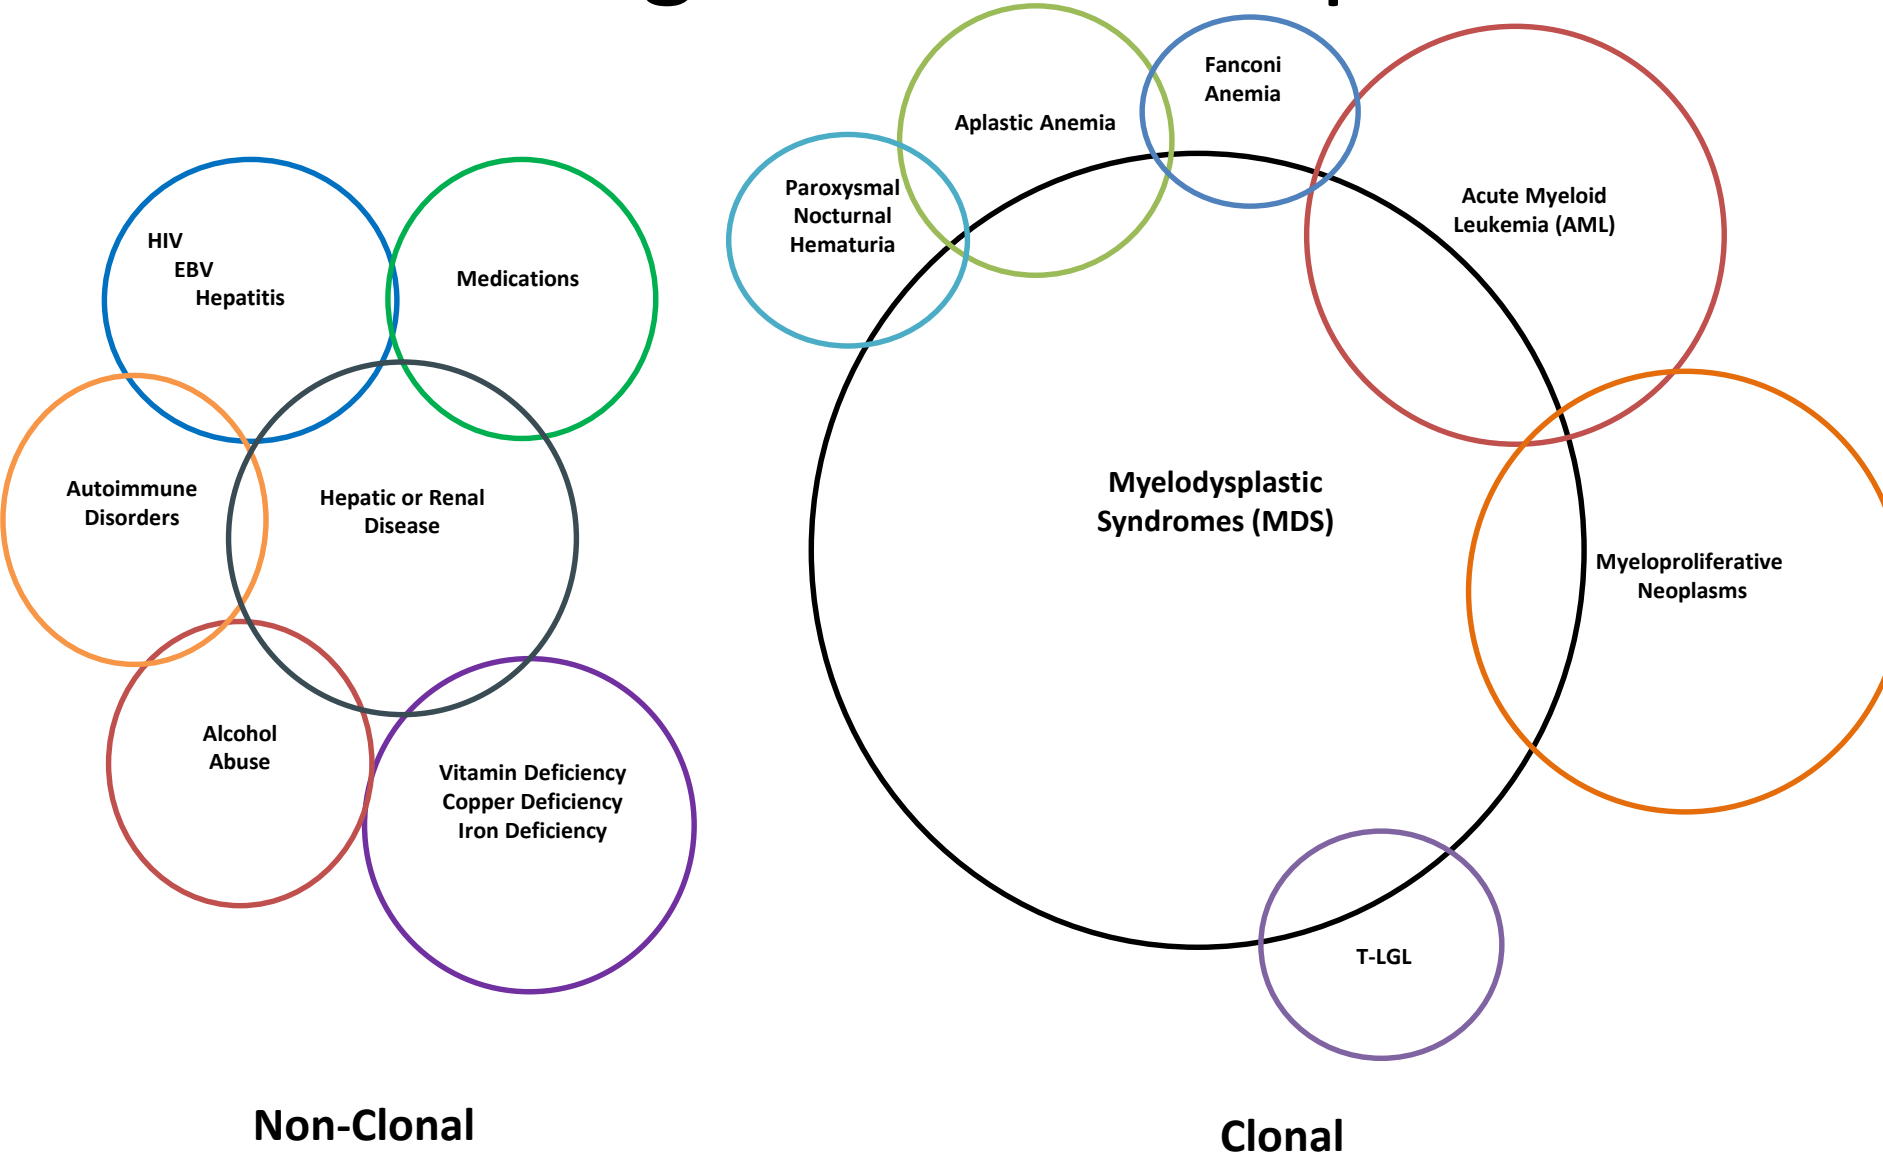 Fanconi
Anemia
Aplastic Anemia
Paroxysmal
Nocturnal
Hematuria
Acute Myeloid
Leukemia (AML)
HIV
EBV
Hepatitis
Medications
Autoimmune
Disorders
Hepatic or Renal
Disease
Myelodysplastic
Syndromes (MDS)
Myeloproliferative
Neoplasms
Alcohol
Abuse
Vitamin Deficiency
Copper Deficiency
Iron Deficiency
T-LGL
Non-Clonal
Clonal